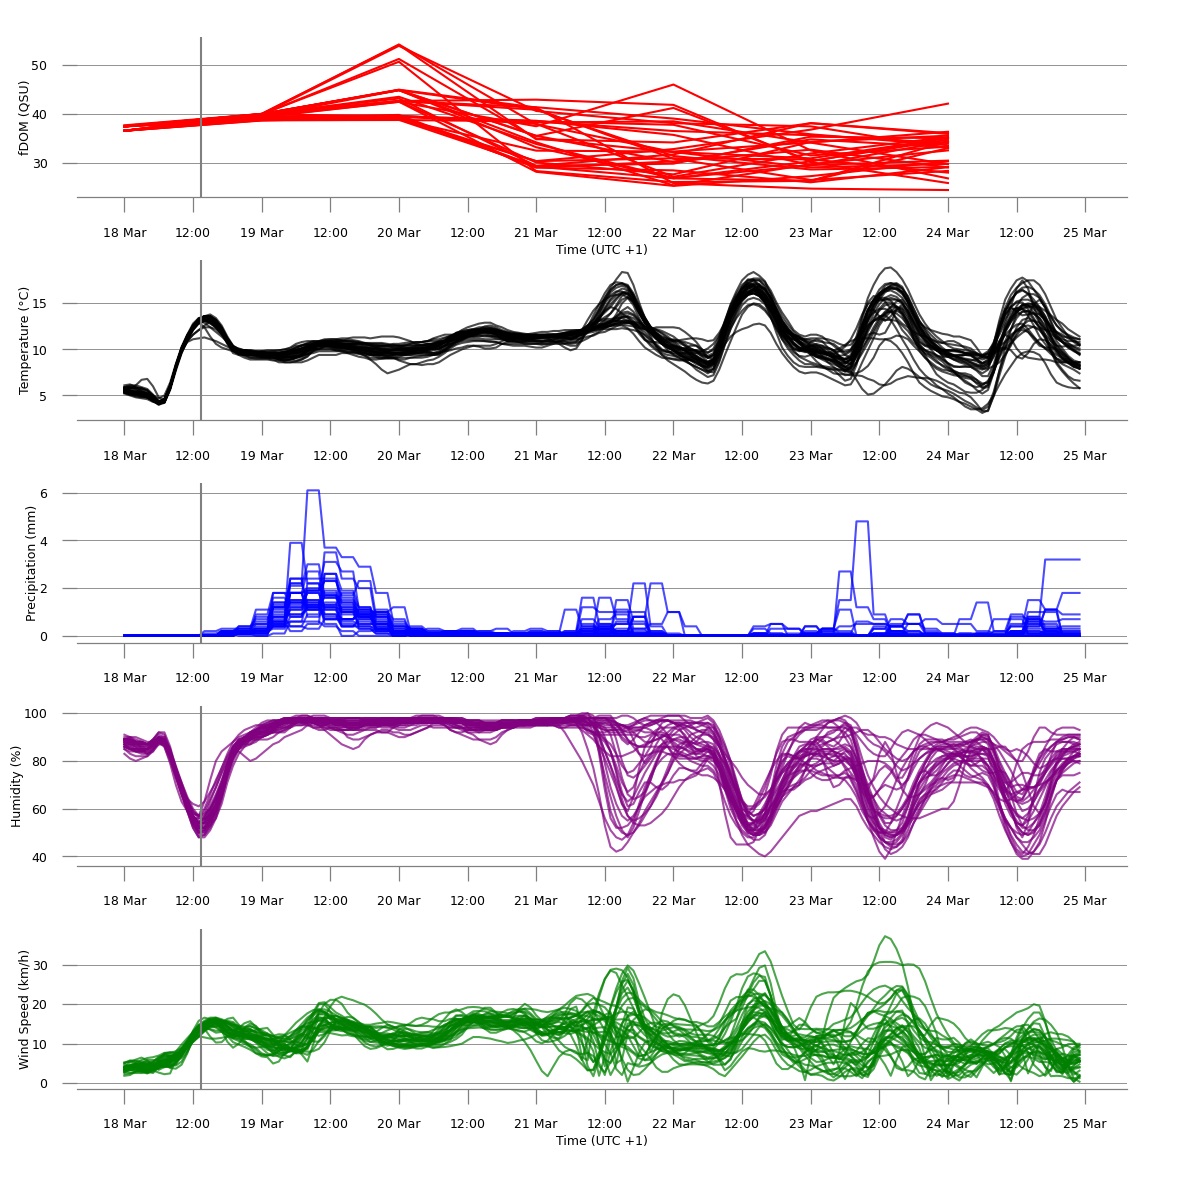 fDOM (QSU)
50
40
30
18 Mar 12:00 19 Mar 12:00 20 Mar 12:00 21 Mar 12:00 22 Mar 12:00 23 Mar 12:00 24 Mar 12:00 25 Mar
Time (UTC +1)
Temperature (°C)
15
10
5
18 Mar 12:00 19 Mar 12:00 20 Mar 12:00 21 Mar 12:00 22 Mar 12:00 23 Mar 12:00 24 Mar 12:00 25 Mar
Precipitation (mm)
6
4
2
0
18 Mar 12:00 19 Mar 12:00 20 Mar 12:00 21 Mar 12:00 22 Mar 12:00 23 Mar 12:00 24 Mar 12:00 25 Mar
Humidity (%)
100
80
60
40
18 Mar 12:00 19 Mar 12:00 20 Mar 12:00 21 Mar 12:00 22 Mar 12:00 23 Mar 12:00 24 Mar 12:00 25 Mar
Wind Speed (km/h)
30
20
10
0
18 Mar 12:00 19 Mar 12:00 20 Mar 12:00 21 Mar 12:00 22 Mar 12:00 23 Mar 12:00 24 Mar 12:00 25 Mar
Time (UTC +1)